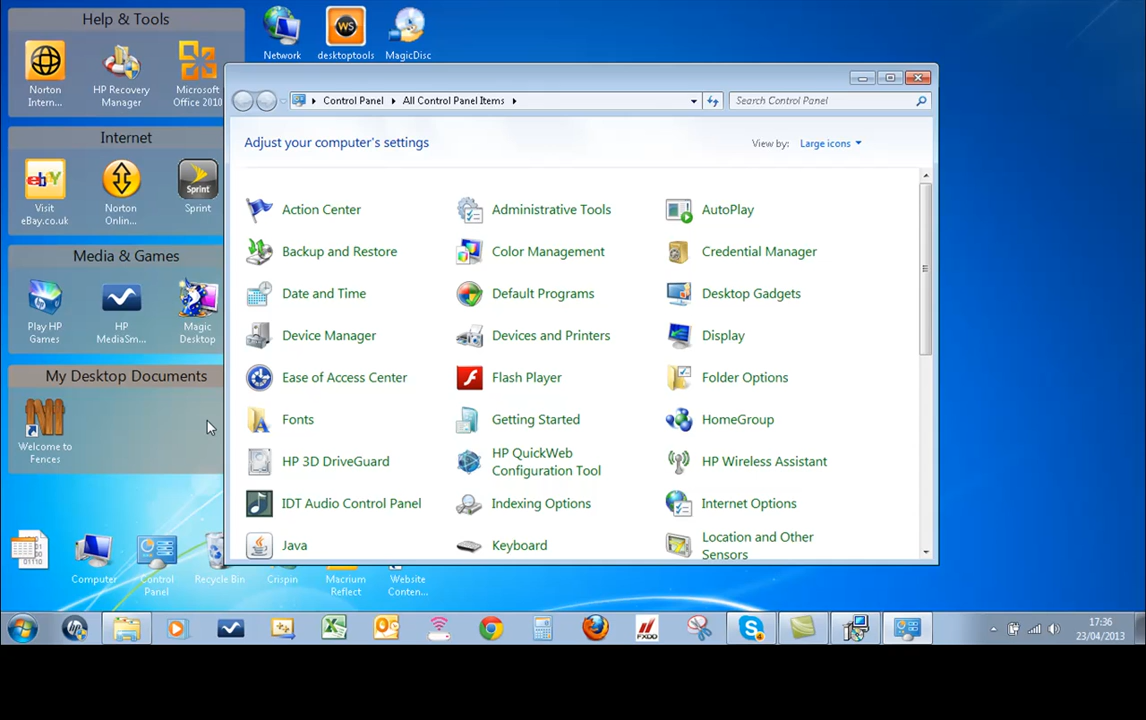 Help & Tools
Norton
Intern...
HP Recovery
Manager
Microsoft
Office 2010
Internet
Visit
eBay.co.uk
Norton
Onlin...
Sprint
Sprint
ebY
Media & Games
Play HP
Games
HP
MediaSm...
Magic
Desktop
My Desktop Documents
Welcome to
Fences
Network
WS
desktoptools
MagicDisc
Control Panel
All Control Panel Items
Search Control Panel
Adjust your computer's settings
View by:
Large icons
Action Center
Administrative Tools
AutoPlay
Backup and Restore
Color Management
Credential Manager
Date and Time
Default Programs
Desktop Gadgets
Device Manager
Devices and Printers
Display
Ease of Access Center
Flash Player
Folder Options
Fonts
Getting Started
HomeGroup
HP 3D DriveGuard
HP QuickWeb
Configuration Tool
HP Wireless Assistant
IDT Audio Control Panel
Indexing Options
Internet Options
Java
Keyboard
Location and Other
Sensors
Computer
Control
Panel
Recycle Bin
Crispin
Macrium
Reflect
Website
Conten...
FXDD
17:36
23/04/2013